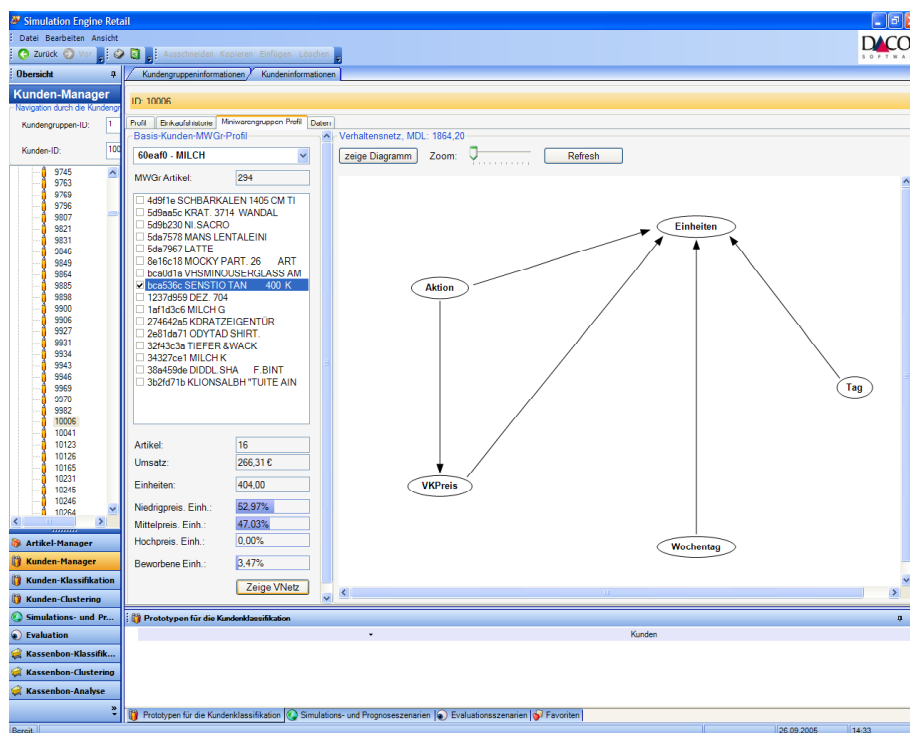 Simulation Engine Retail
Datei Bearbeiten Ansicht
Zurück Vor Ausschneiden Kopieren Einfügen Löschen
DACO
SOFTWARE
Übersicht
Kundengruppeninformationen Kundeninformationen
Kunden-Manager
Navigation durch die Kundengr
Kundengruppen-ID: 1
Kunden-ID: 100
9745
9763
9769
9796
9807
9821
9831
9849
9864
9885
9898
9900
9906
9927
9931
9934
9943
9946
9969
9970
9982
10006
10041
10123
10126
10165
10231
10245
10246
10264
Artikel-Manager
Kunden-Manager
Kunden-Klassifikation
Kunden-Clustering
Simulations- und Pr...
Evaluation
Kassenbon-Klassifik...
Kassenbon-Clustering
Kassenbon-Analyse
ID: 10006
Profil Einkaufshistorie Miniwarengruppen Profil Daten
Basis-Kunden-MWGr-Profil
60eaf0 - MILCH
MWGr Artikel: 294
4d9f1e SCHBÄRKALEN 1405 CM TI
5d9aa5c KRAT. 3714 WANDAL
5d9b230 NI.SACRO
5da7578 MANS LENTALEINI
5da7967 LATTE
8e16c18 MOCKY PART. 26 ART
bca0d1a VHSMINOUSERGLASS AM
bca536c SENSTIO TAN 400 K
1237d959 DEZ. 704
1af1d3c6 MILCH G
274642a5 KDRATZEIGENTÜR
2e81da71 ODYTAD SHIRT.
32f43c3a TIEFER &WACK
34327ce1 MILCH K
38a459de DIDDL.SHA F.BINT
3b2fd71b KLIONSALBH "TUITE AIN
Artikel: 16
Umsatz: 266,31 €
Einheiten: 404,00
Niedrigpreis. Einh.: 52,97%
Mittelpreis. Einh.: 47,03%
Hochpreis. Einh.: 0,00%
Beworbene Einh.: 3,47%
Zeige VNetz
Verhaltensnetz, MDL: 1864,20
zeige Diagramm Zoom: Refresh
Einheiten
Aktion
Tag
VKPreis
Wochentag
Prototypen für die Kundenklassifikation
Kunden
Prototypen für die Kundenklassifikation Simulations- und Prognoseszenarien Evaluationsszenarien Favoriten
Bereit 26.09.2005 14:33